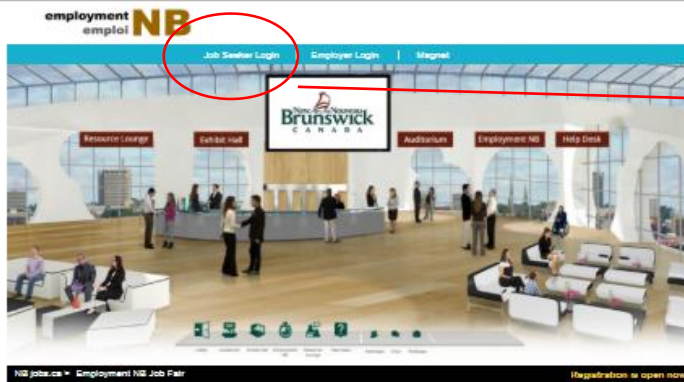 employment NB
emploi
Job Seeker Login Employer Login | Magnet
New Nouveau
Brunswick
CANADA
Resource Lounge Exhibit Hall Auditorium Employment NB Help Desk
NBjobs.ca > Employment NB Job Fair Registration is open now